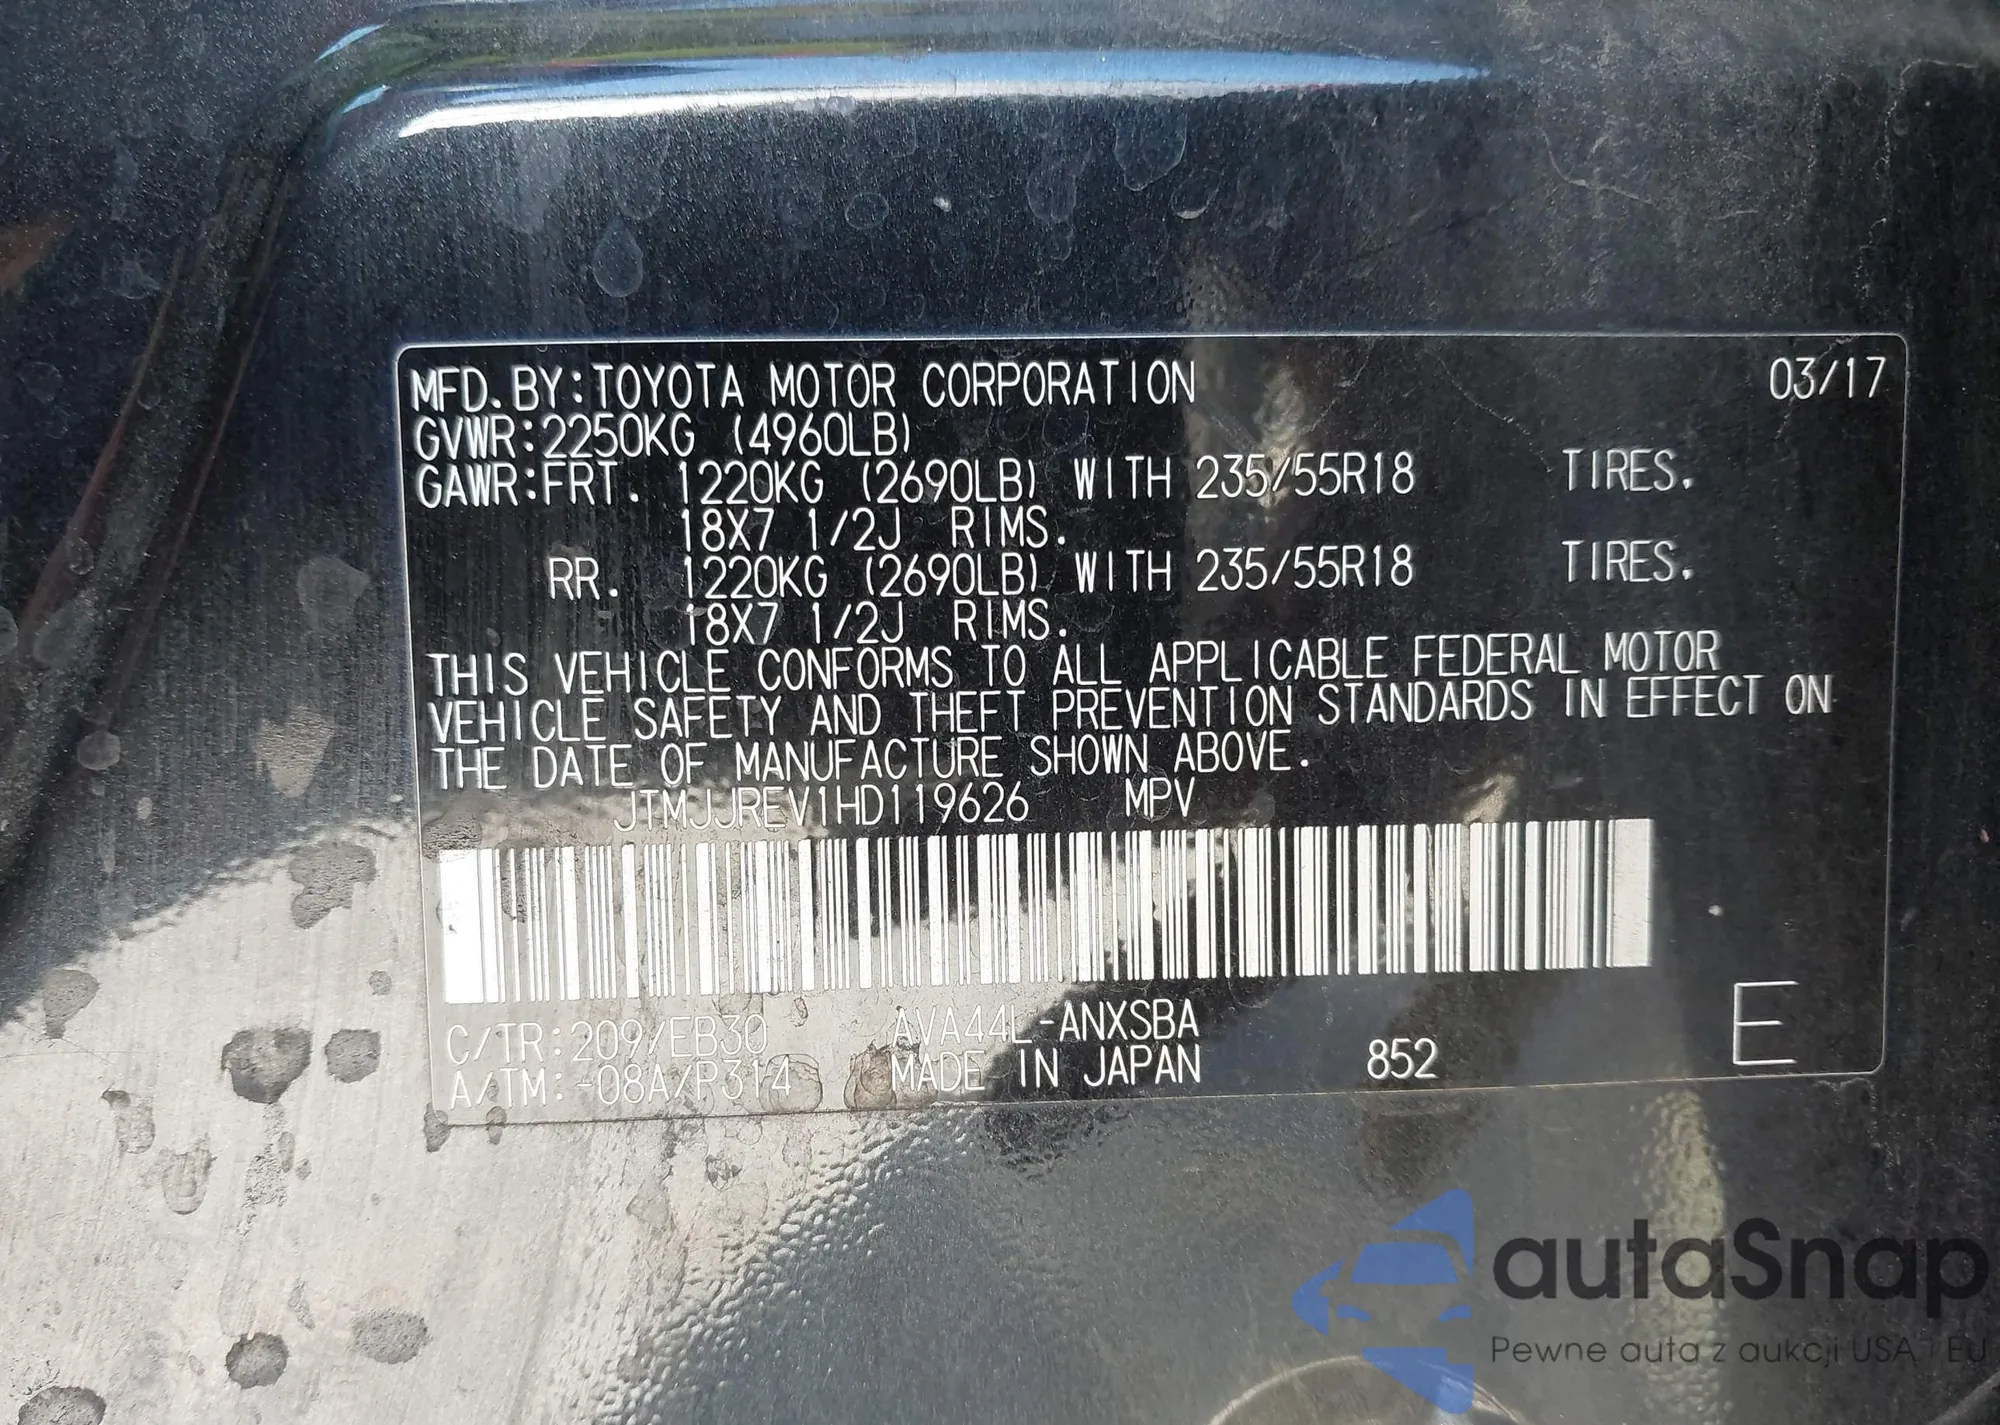 MFD.BY:TOYOTA MOTOR CORPORATION 03/17
GVWR:2250KG (4960LB)
GAWR:FRT. 1220KG (2690LB) WITH 235/55R18 TIRES.
18X7 1/2J RIMS.
RR. 1220KG (2690LB) WITH 235/55R18 TIRES.
18X7 1/2J RIMS.
THIS VEHICLE CONFORMS TO ALL APPLICABLE FEDERAL MOTOR
VEHICLE SAFETY AND THEFT PREVENTION STANDARDS IN EFFECT ON
THE DATE OF MANUFACTURE SHOWN ABOVE.
JTMJJREV1HD119626 MPV
C/TR:209/EB30 AVA44L-ANXSBA
A/TM:-08A/P314 MADE IN JAPAN 852 E
autaSnap
Pewne auta z aukcji USA i EU